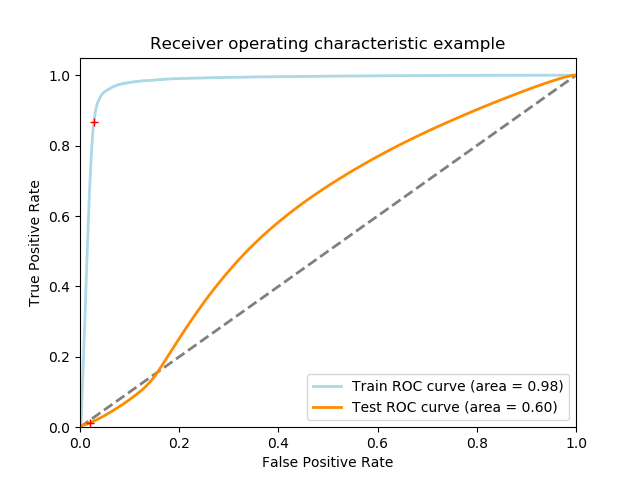 Receiver operating characteristic example
True Positive Rate
1.0
0.8
0.6
0.4
0.2
0.0
Train ROC curve (area = 0.98)
Test ROC curve (area = 0.60)
0.0 0.2 0.4 0.6 0.8 1.0
False Positive Rate